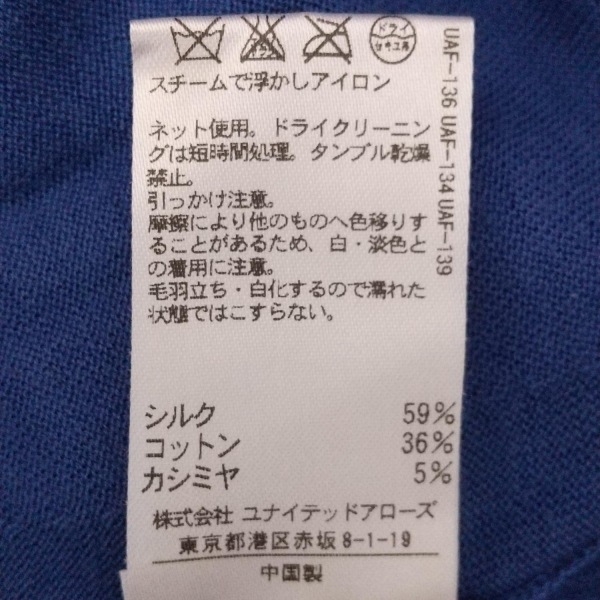 ドライ
セキユ系
スチームで浮かしアイロン
ネット使用。ドライクリーニン
グは短時間処理。タンブル乾燥
禁止。
引っかけ注意。
摩擦により他のものへ色移りす
ることがあるため、白・淡色と
の着用に注意。
毛羽立ち・白化するので濡れた
状態ではこすらない。
シルク 59%
コットン 36%
カシミヤ 5%
株式会社 ユナイテッドアローズ
東京都港区赤坂8-1-19
中国製
UAF-136 UAF-134 UAF-139